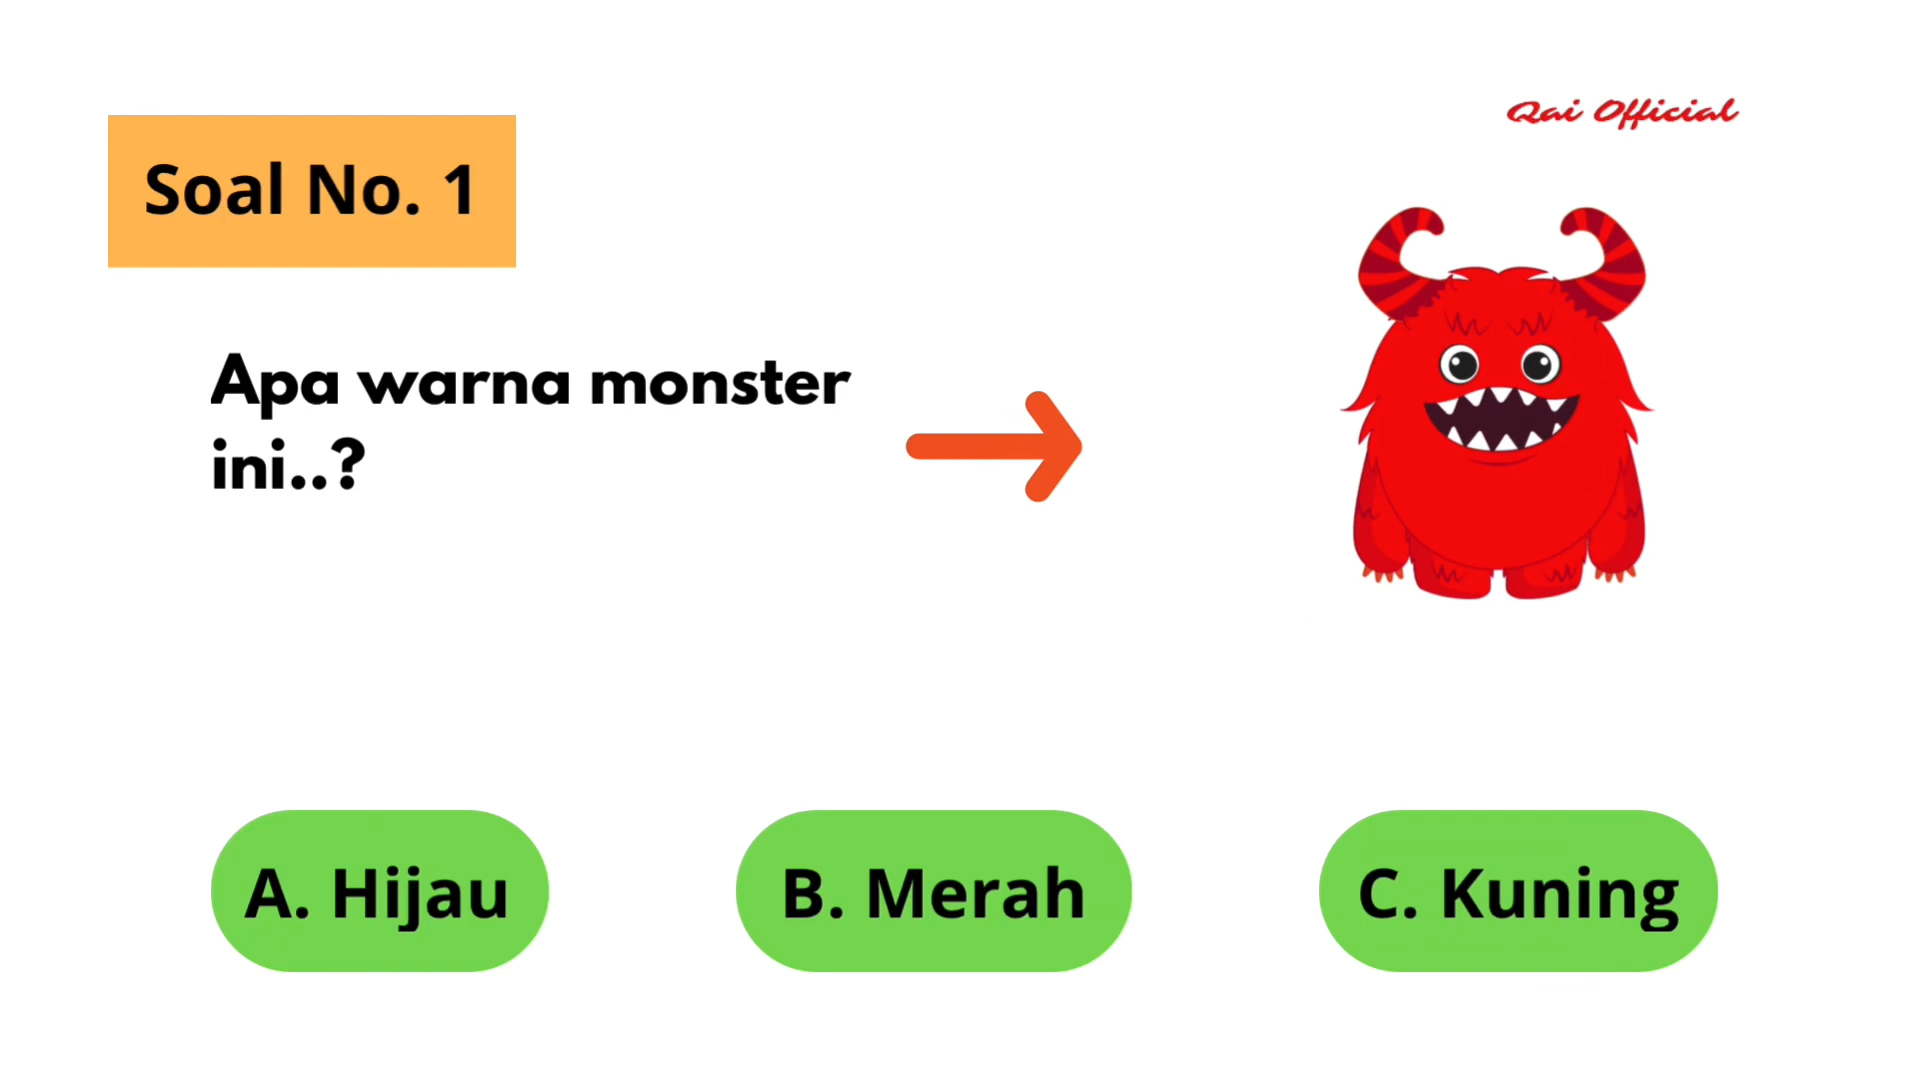 Qai Official
Soal No. 1
Apa warna monster
ini..?
A. Hijau
B. Merah
C. Kuning